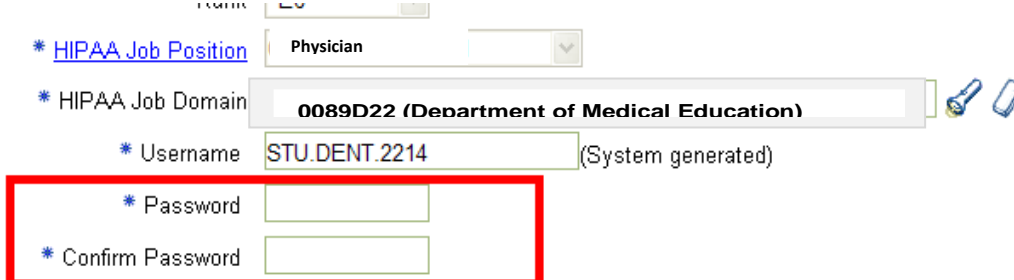 * HIPAA Job Position Physician
* HIPAA Job Domain 0089D22 (Department of Medical Education)
* Username STU.DENT.2214 (System generated)
* Password
* Confirm Password